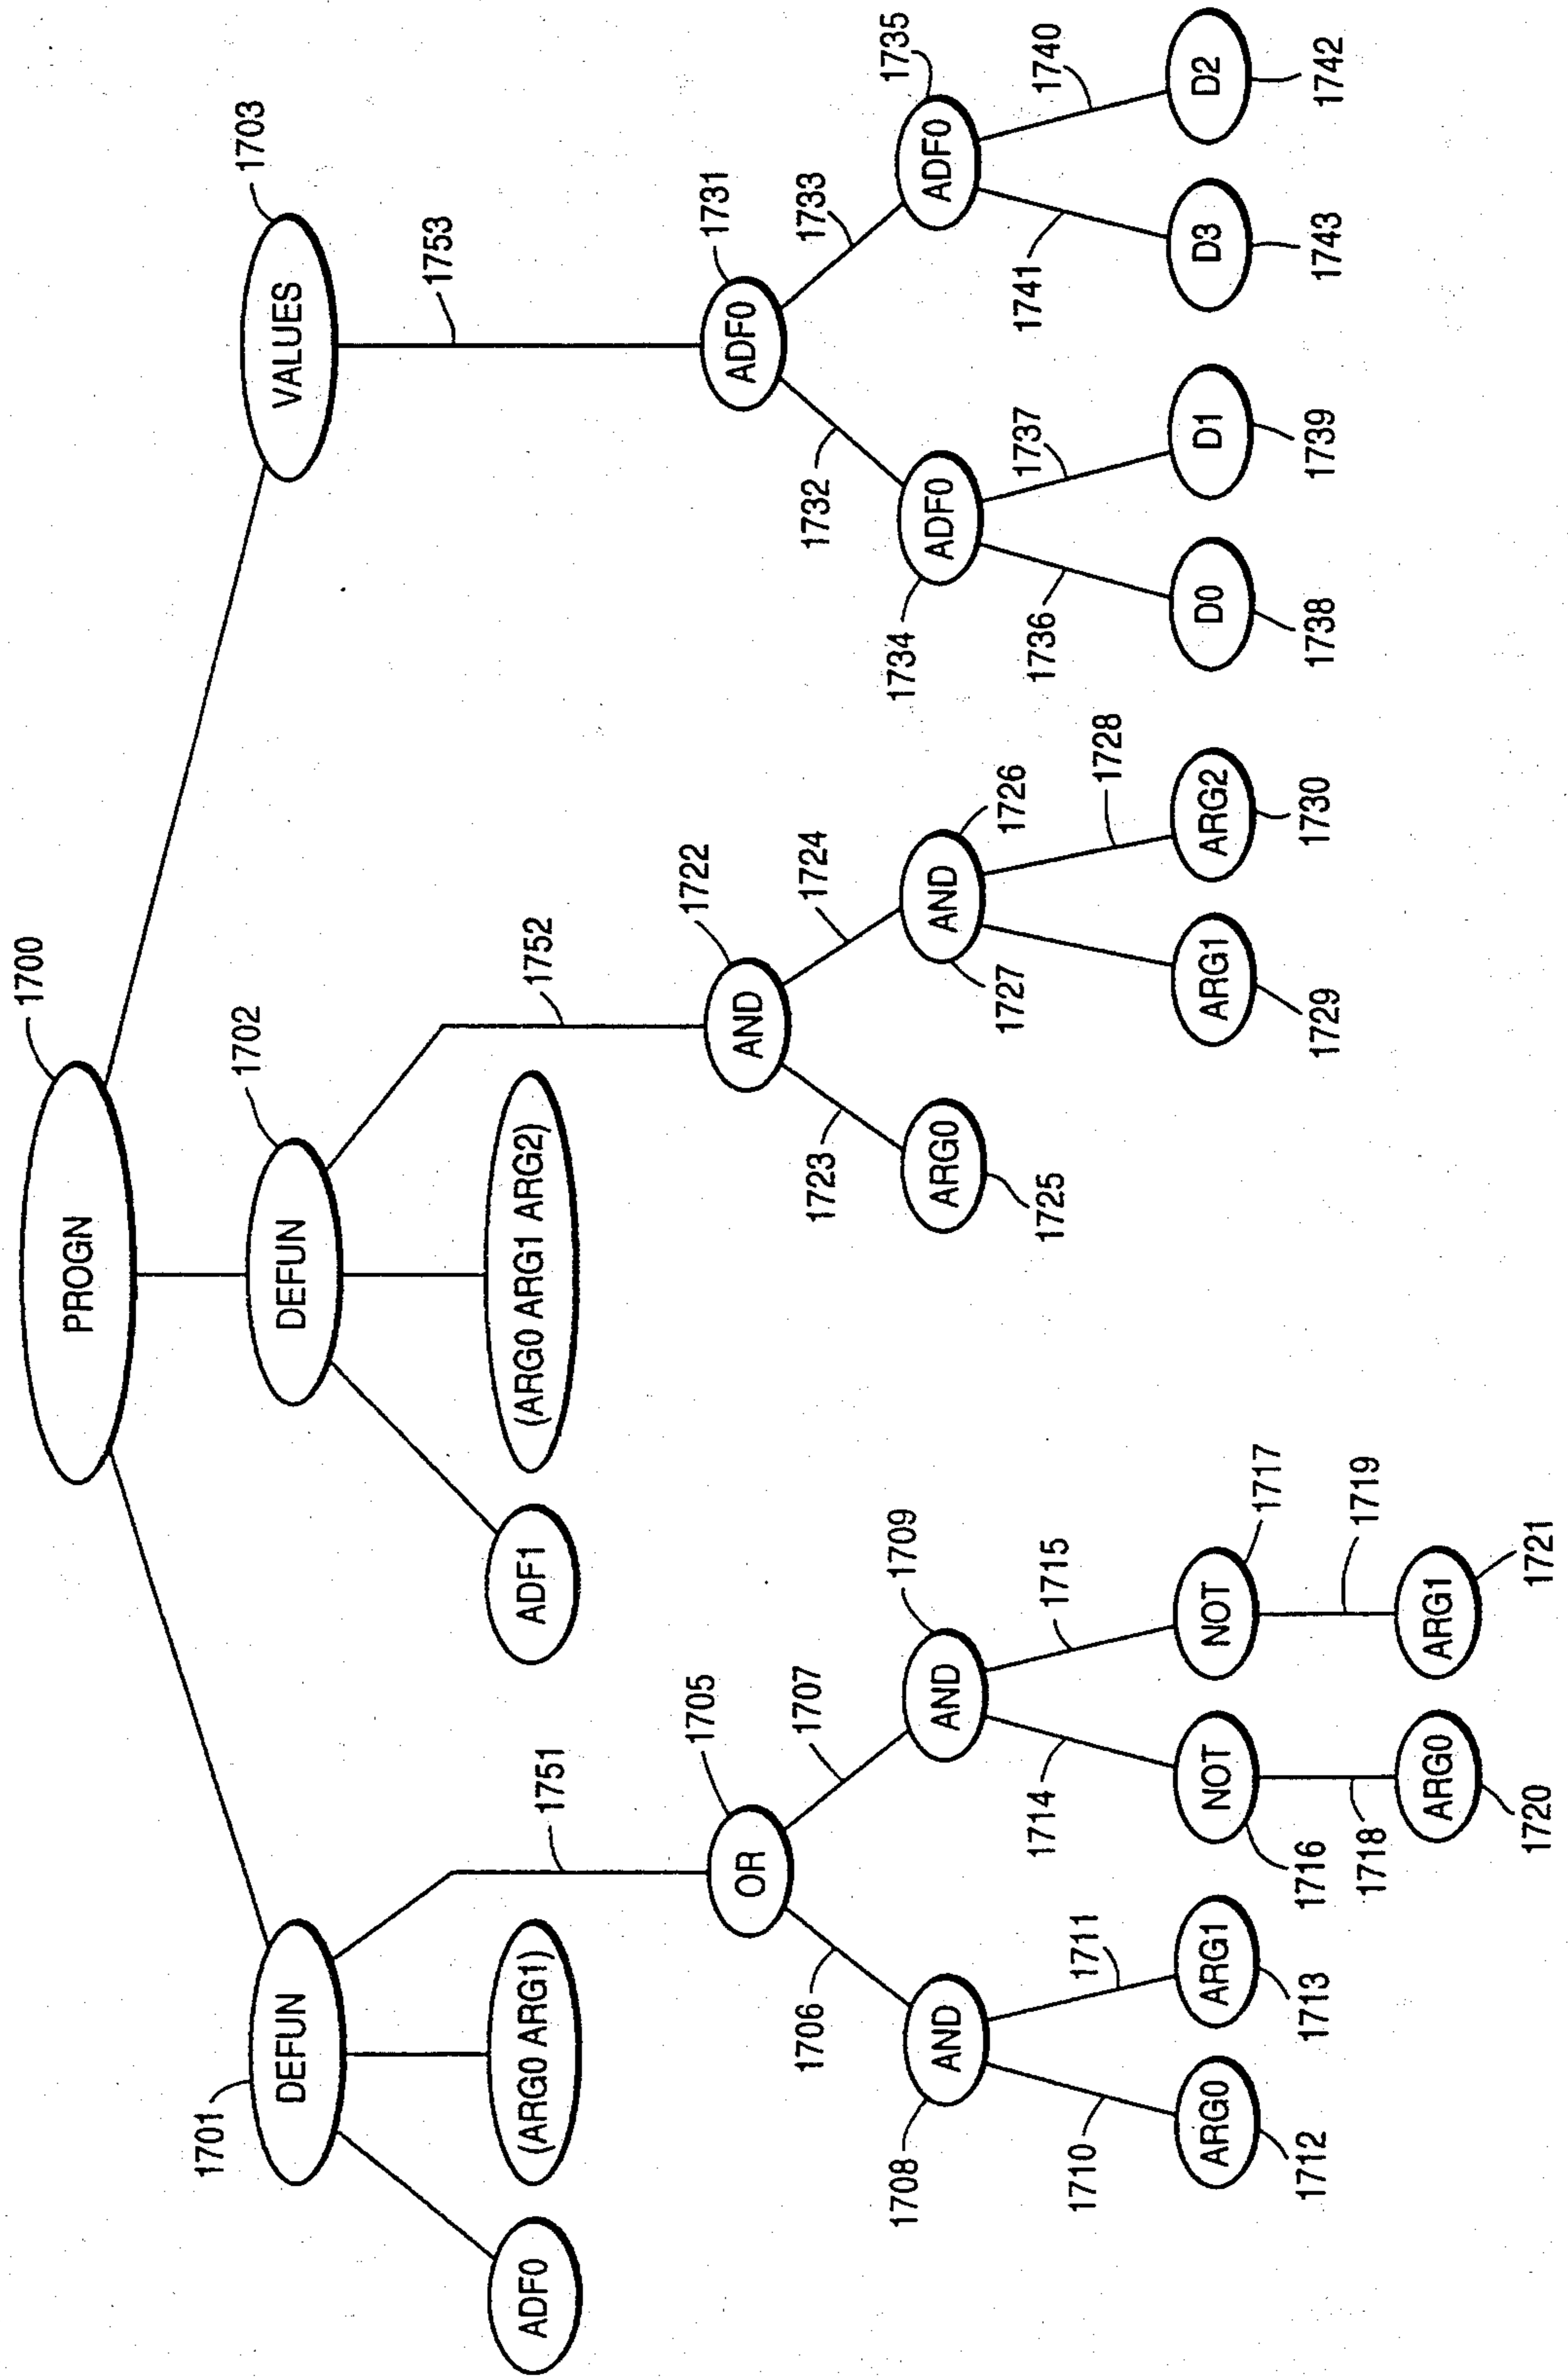 PROGN
1700
1701
DEFUN
1702
DEFUN
1703
VALUES
ADF0
(ARG0 ARG1)
1751
ADF1
(ARG0 ARG1 ARG2)
1752
1753
OR
1705
AND
1722
ADF0
1731
1706
1707
1723
1724
1732
1733
1708
AND
AND
1709
ARG0
1725
AND
1726
1727
1734
ADF0
ADF0
1735
1710
1711
1714
1715
1728
1736
1737
1741
1740
ARG0
1712
ARG1
1713
NOT
1716
NOT
1717
ARG1
1729
ARG2
1730
D0
1738
D1
1739
D3
1743
D2
1742
1718
1719
ARG0
1720
ARG1
1721